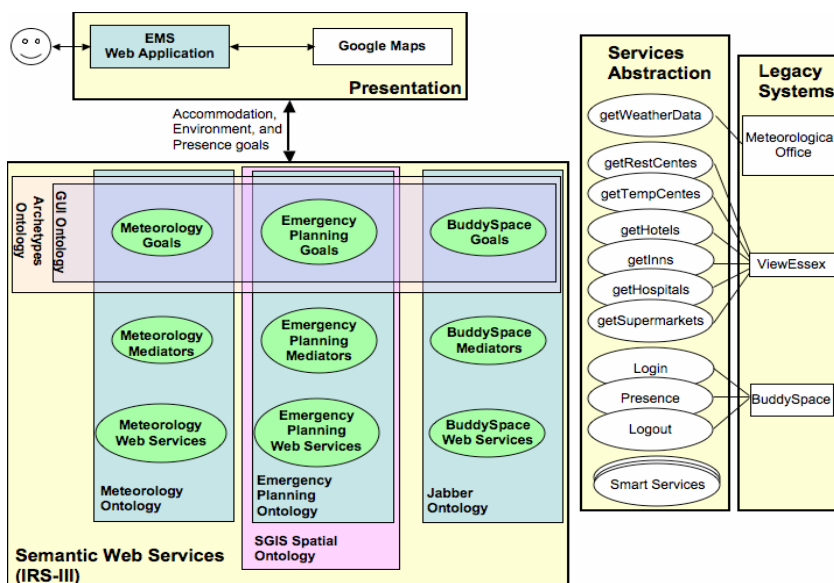 EMS
Web Application
Google Maps
Presentation
Accommodation,
Environment, and
Presence goals
Archetypes
Ontology
GUI Ontology
Meteorology
Goals
Emergency
Planning
Goals
BuddySpace
Goals
Meteorology
Mediators
Emergency
Planning
Mediators
BuddySpace
Mediators
Meteorology
Web Services
Emergency
Planning
Web Services
BuddySpace
Web Services
Meteorology
Ontology
Emergency
Planning
Ontology
Jabber
Ontology
SGIS Spatial
Ontology
Semantic Web Services
(IRS-III)
Services
Abstraction
getWeatherData
getRestCentes
getTempCentes
getHotels
getInns
getHospitals
getSupermarkets
Login
Presence
Logout
Smart Services
Legacy
Systems
Meteorological
Office
ViewEssex
BuddySpace